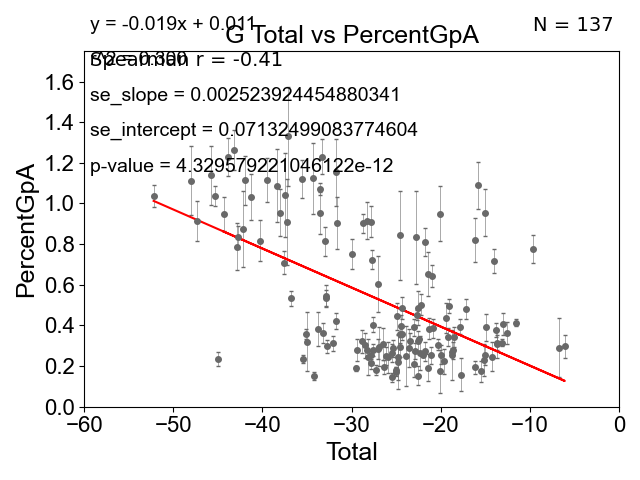 y = -0.019x + 0.011
N = 137
G Total vs PercentGpA
Spearman r = -0.41
se_slope = 0.002523924454880341
se_intercept = 0.07132499083774604
p-value = 4.329579221046122e-12
PercentGpA
1.6
1.4
1.2
1.0
0.8
0.6
0.4
0.2
0.0
−60 −50 −40 −30 −20 −10 0
Total